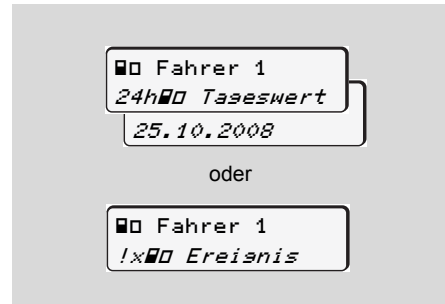 ■□ Fahrer 1
24h■□ Tageswert
25.10.2008
oder
■□ Fahrer 1
!x■□ Ereignis